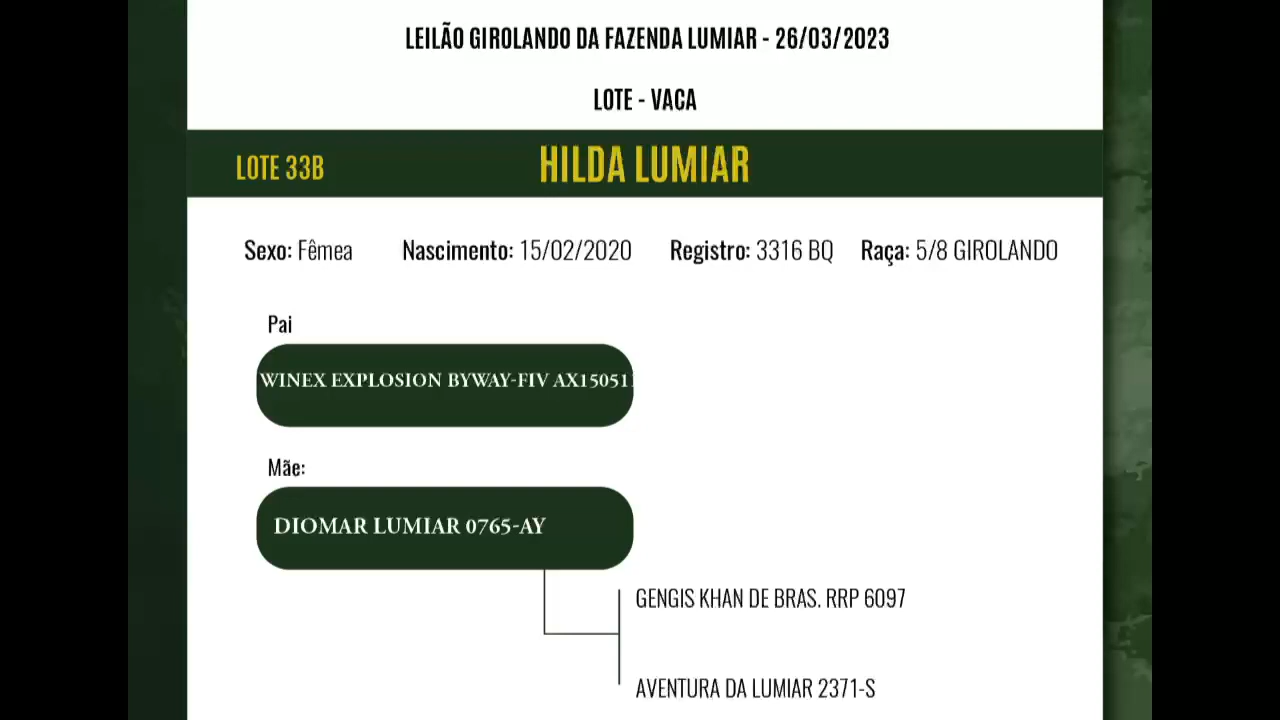 LEILÃO GIROLANDO DA FAZENDA LUMIAR - 26/03/2023
LOTE - VACA
LOTE 33B HILDA LUMIAR
Sexo: Fêmea Nascimento: 15/02/2020 Registro: 3316 BQ Raça: 5/8 GIROLANDO
Pai
WINEX EXPLOSION BYWAY-FIV AX15051
Mãe:
DIOMAR LUMIAR 0765-AY
GENGIS KHAN DE BRAS. RRP 6097
AVENTURA DA LUMIAR 2371-S